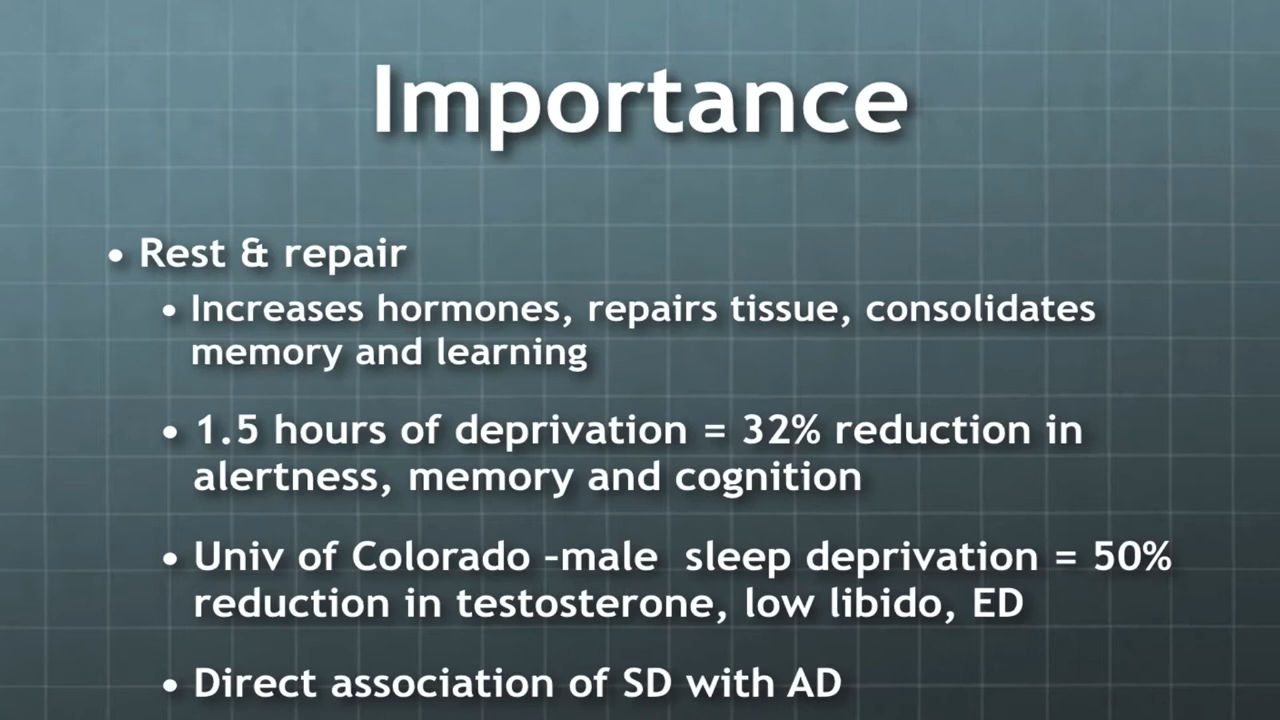 Importance
• Rest & repair
• Increases hormones, repairs tissue, consolidates
memory and learning
• 1.5 hours of deprivation = 32% reduction in
alertness, memory and cognition
• Univ of Colorado –male  sleep deprivation = 50%
reduction in testosterone, low libido, ED
• Direct association of SD with AD